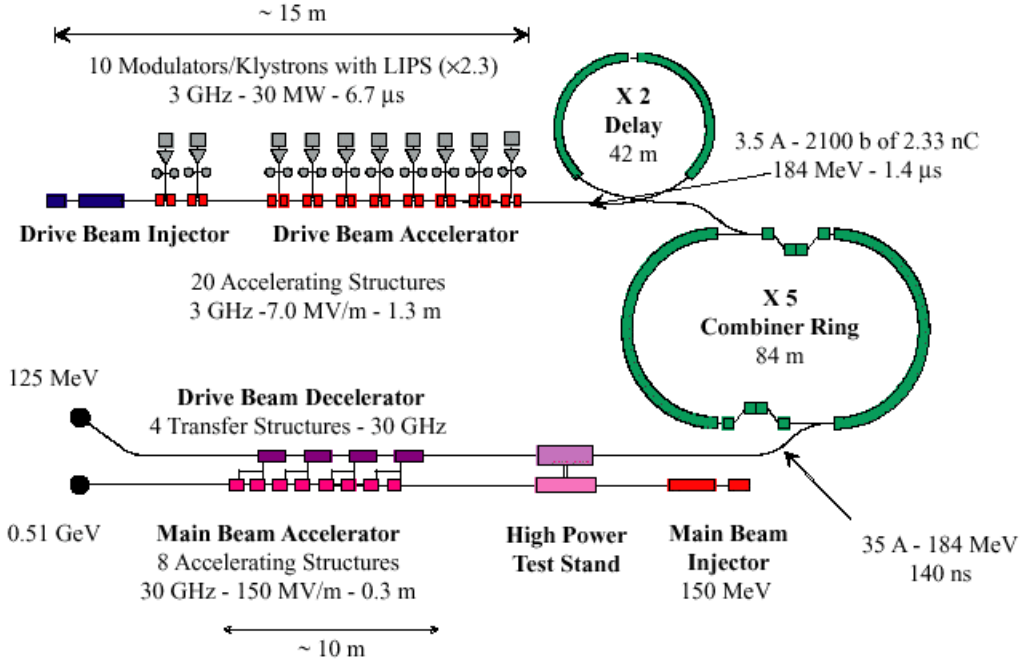 ~ 15 m
10 Modulators/Klystrons with LIPS (×2.3)
3 GHz - 30 MW - 6.7 µs
X 2
Delay
42 m
3.5 A - 2100 b of 2.33 nC
184 MeV - 1.4 µs
Drive Beam Injector
Drive Beam Accelerator
20 Accelerating Structures
3 GHz -7.0 MV/m - 1.3 m
X 5
Combiner Ring
84 m
125 MeV
Drive Beam Decelerator
4 Transfer Structures - 30 GHz
0.51 GeV
Main Beam Accelerator
8 Accelerating Structures
30 GHz - 150 MV/m - 0.3 m
High Power
Test Stand
Main Beam
Injector
150 MeV
35 A - 184 MeV
140 ns
~ 10 m